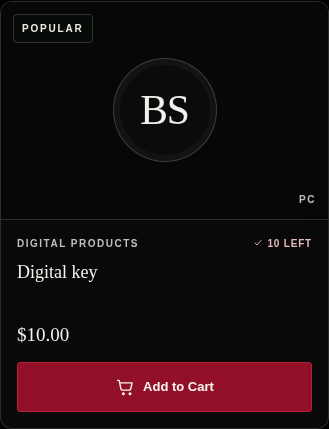 POPULAR
BS
PC
DIGITAL PRODUCTS
10 LEFT
Digital key
$10.00
Add to Cart